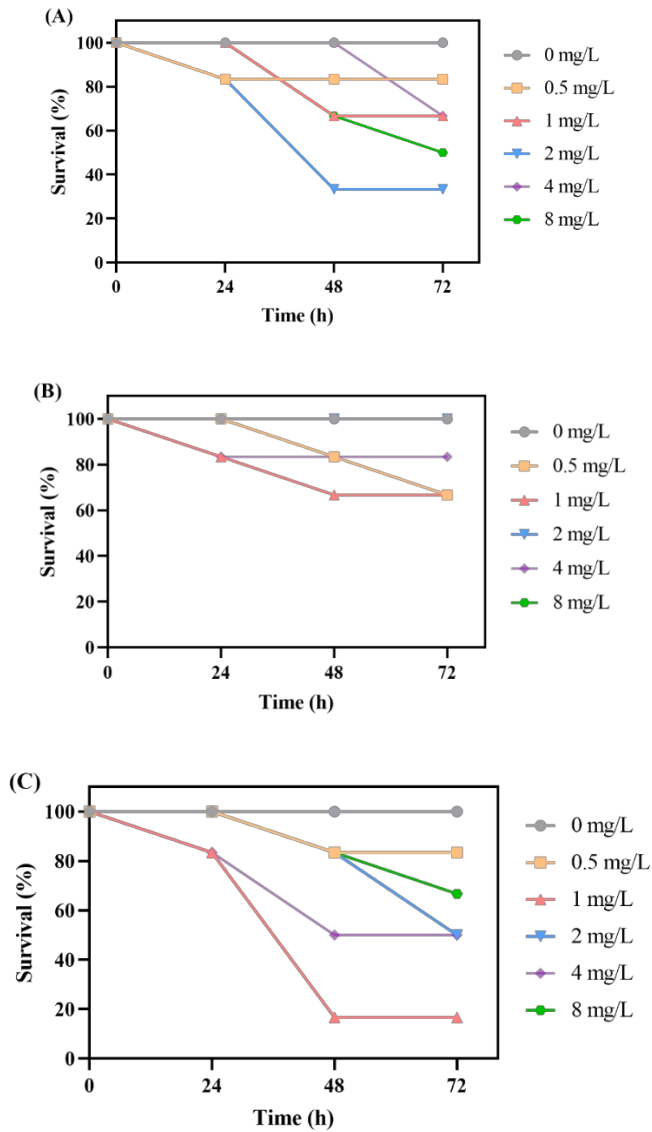 (A)
100
80
60
40
20
0
Survival (%)
0 24 48 72
Time (h)
0 mg/L
0.5 mg/L
1 mg/L
2 mg/L
4 mg/L
8 mg/L
(B)
100
80
60
40
20
0
Survival (%)
0 24 48 72
Time (h)
0 mg/L
0.5 mg/L
1 mg/L
2 mg/L
4 mg/L
8 mg/L
(C)
100
80
60
40
20
0
Survival (%)
0 24 48 72
Time (h)
0 mg/L
0.5 mg/L
1 mg/L
2 mg/L
4 mg/L
8 mg/L